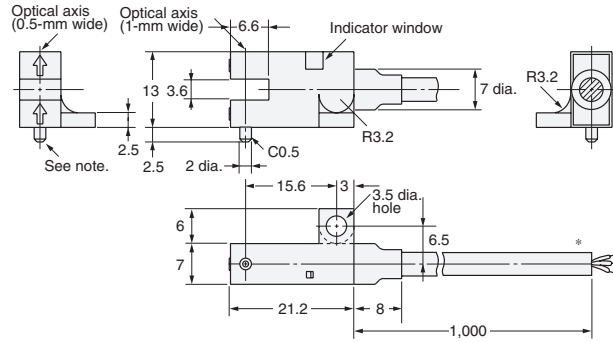 Optical axis
(0.5-mm wide)
Optical axis
(1-mm wide)
6.6
Indicator window
13
3.6
7 dia.
R3.2
R3.2
2.5
2.5
See note.
C0.5
2 dia.
15.6
3
3.5 dia.
hole
6
7
6.5
*
21.2
8
1,000